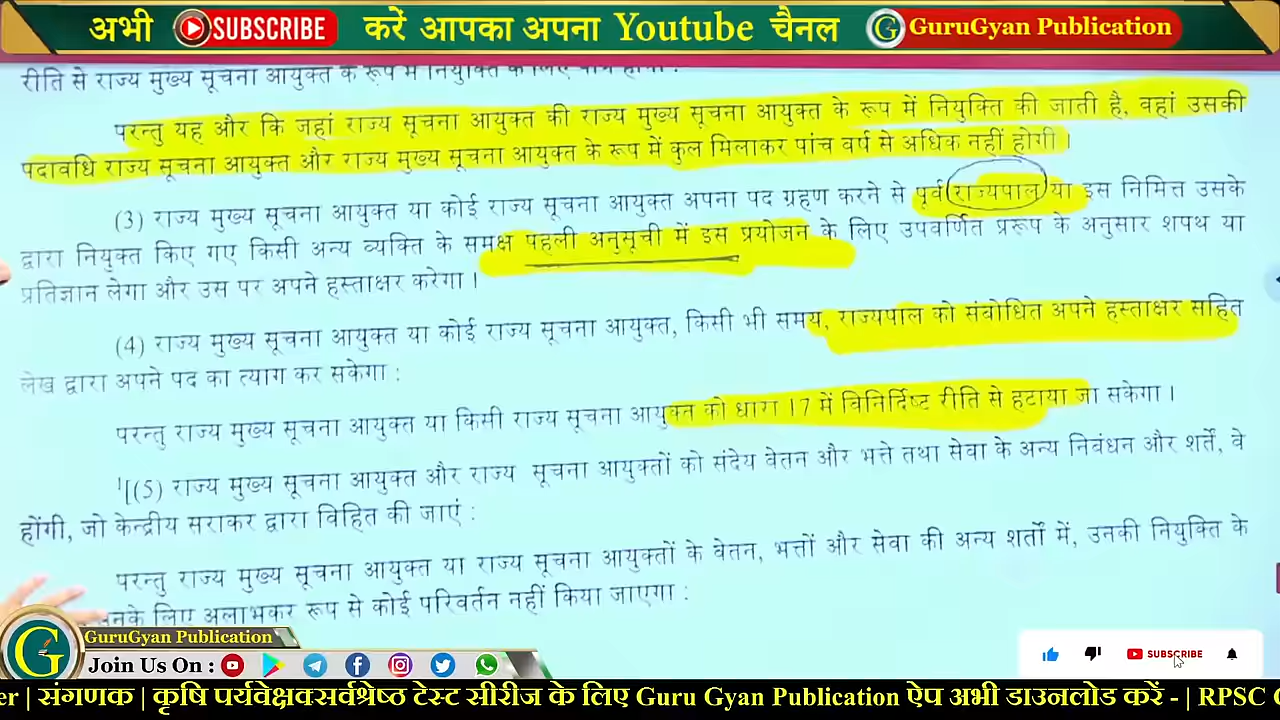 अभी SUBSCRIBE करें आपका अपना Youtube चैनल GuruGyan Publication
रीति से राज्य मुख्य सूचना आयुक्त के रूप में नियुक्ति के लिए पात्र होगा :
परन्तु यह और कि जहां राज्य सूचना आयुक्त की राज्य मुख्य सूचना आयुक्त के रूप में नियुक्ति की जाती है, वहां उसकी
पदावधि राज्य सूचना आयुक्त और राज्य मुख्य सूचना आयुक्त के रूप में कुल मिलाकर पांच वर्ष से अधिक नहीं होगी ।
(3) राज्य मुख्य सूचना आयुक्त या कोई राज्य सूचना आयुक्त अपना पद ग्रहण करने से पूर्व राज्यपाल या इस निमित्त उसके
द्वारा नियुक्त किए गए किसी अन्य व्यक्ति के समक्ष पहली अनुसूची में इस प्रयोजन के लिए उपवर्णित प्ररूप के अनुसार शपथ या
प्रतिज्ञान लेगा और उस पर अपने हस्ताक्षर करेगा ।
(4) राज्य मुख्य सूचना आयुक्त या कोई राज्य सूचना आयुक्त, किसी भी समय, राज्यपाल को संबोधित अपने हस्ताक्षर सहित
लेख द्वारा अपने पद का त्याग कर सकेगा :
परन्तु राज्य मुख्य सूचना आयुक्त या किसी राज्य सूचना आयुक्त को धारा 17 में विनिर्दिष्ट रीति से हटाया जा सकेगा ।
¹[(5) राज्य मुख्य सूचना आयुक्त और राज्य सूचना आयुक्तों को संदेय वेतन और भत्ते तथा सेवा के अन्य निबंधन और शर्तें, वे
होंगी, जो केन्द्रीय सराकर द्वारा विहित की जाएं :
परन्तु राज्य मुख्य सूचना आयुक्त या राज्य सूचना आयुक्तों के वेतन, भत्तों और सेवा की अन्य शर्तों में, उनकी नियुक्ति के
के लिए अलाभकर रूप से कोई परिवर्तन नहीं किया जाएगा :
G
GuruGyan Publication
Join Us On :
SUBSCRIBE
er | संगणक | कृषि पर्यवेक्षक सर्वश्रेष्ठ टेस्ट सीरीज के लिए Guru Gyan Publication ऐप अभी डाउनलोड करें - | RPSC